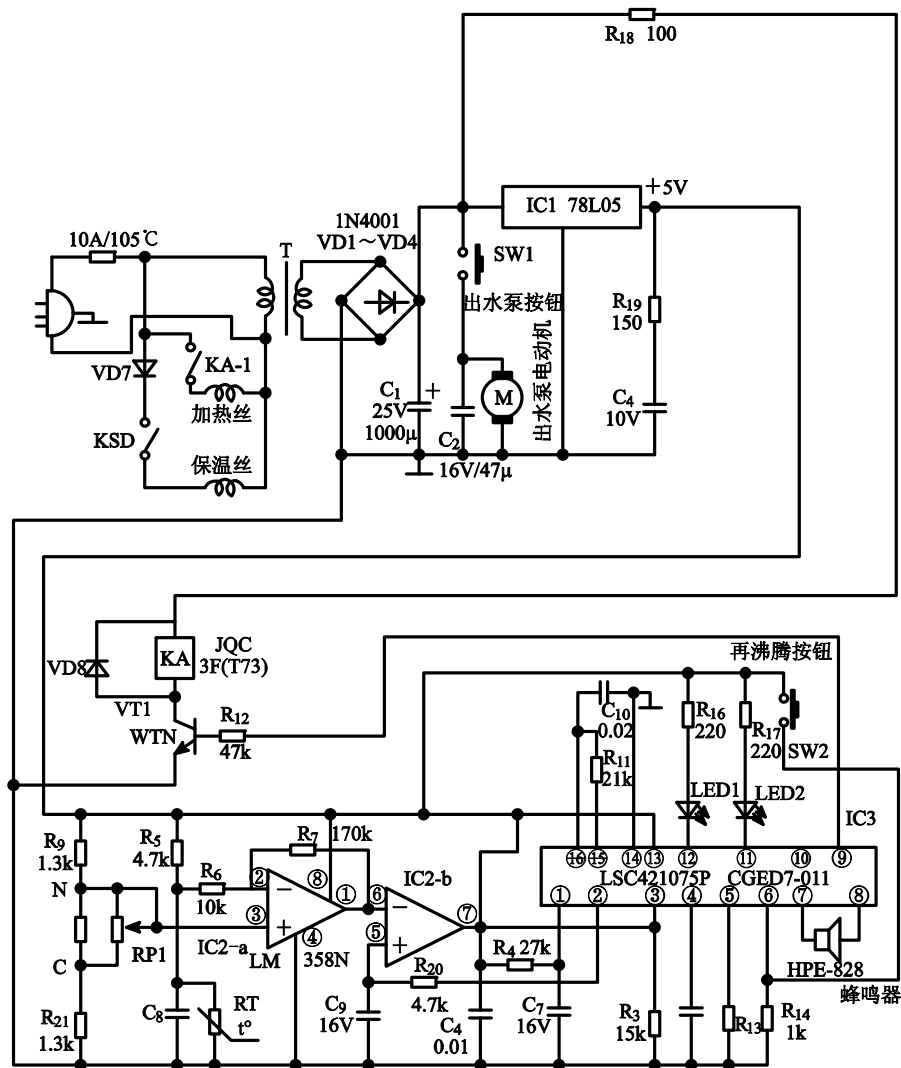 R18 100
IC1 78L05
+5V
10A/105℃
T
1N4001
VD1～VD4
SW1
出水泵按钮
R19
150
出水泵电动机
VD7
KA-1
加热丝
C1
25V
1000μ
+
M
C4
10V
KSD
保温丝
C2
16V/47μ
VD8
KA
JQC
3F(T73)
再沸腾按钮
VT1
WTN
R12
47k
C10
0.02
R16
220
R17
220
SW2
R11
21k
LED1
LED2
IC3
R9
1.3k
R5
4.7k
R7 170k
R6
10k
IC2-b
⑯ ⑮ ⑭ ⑬ ⑫ ⑪ ⑩ ⑨
LSC421075P CGED7-011
① ② ③ ④ ⑤ ⑥ ⑦ ⑧
N
② ⑧ ①
−
③
+
④
⑥
−
⑦
⑤
+
RP1
IC2-a
LM 358N
C
R4 27k
R20
4.7k
HPE-828
蜂鸣器
R21
1.3k
C8
RT
t°
C9
16V
C4
0.01
C7
16V
R3
15k
R13
R14
1k